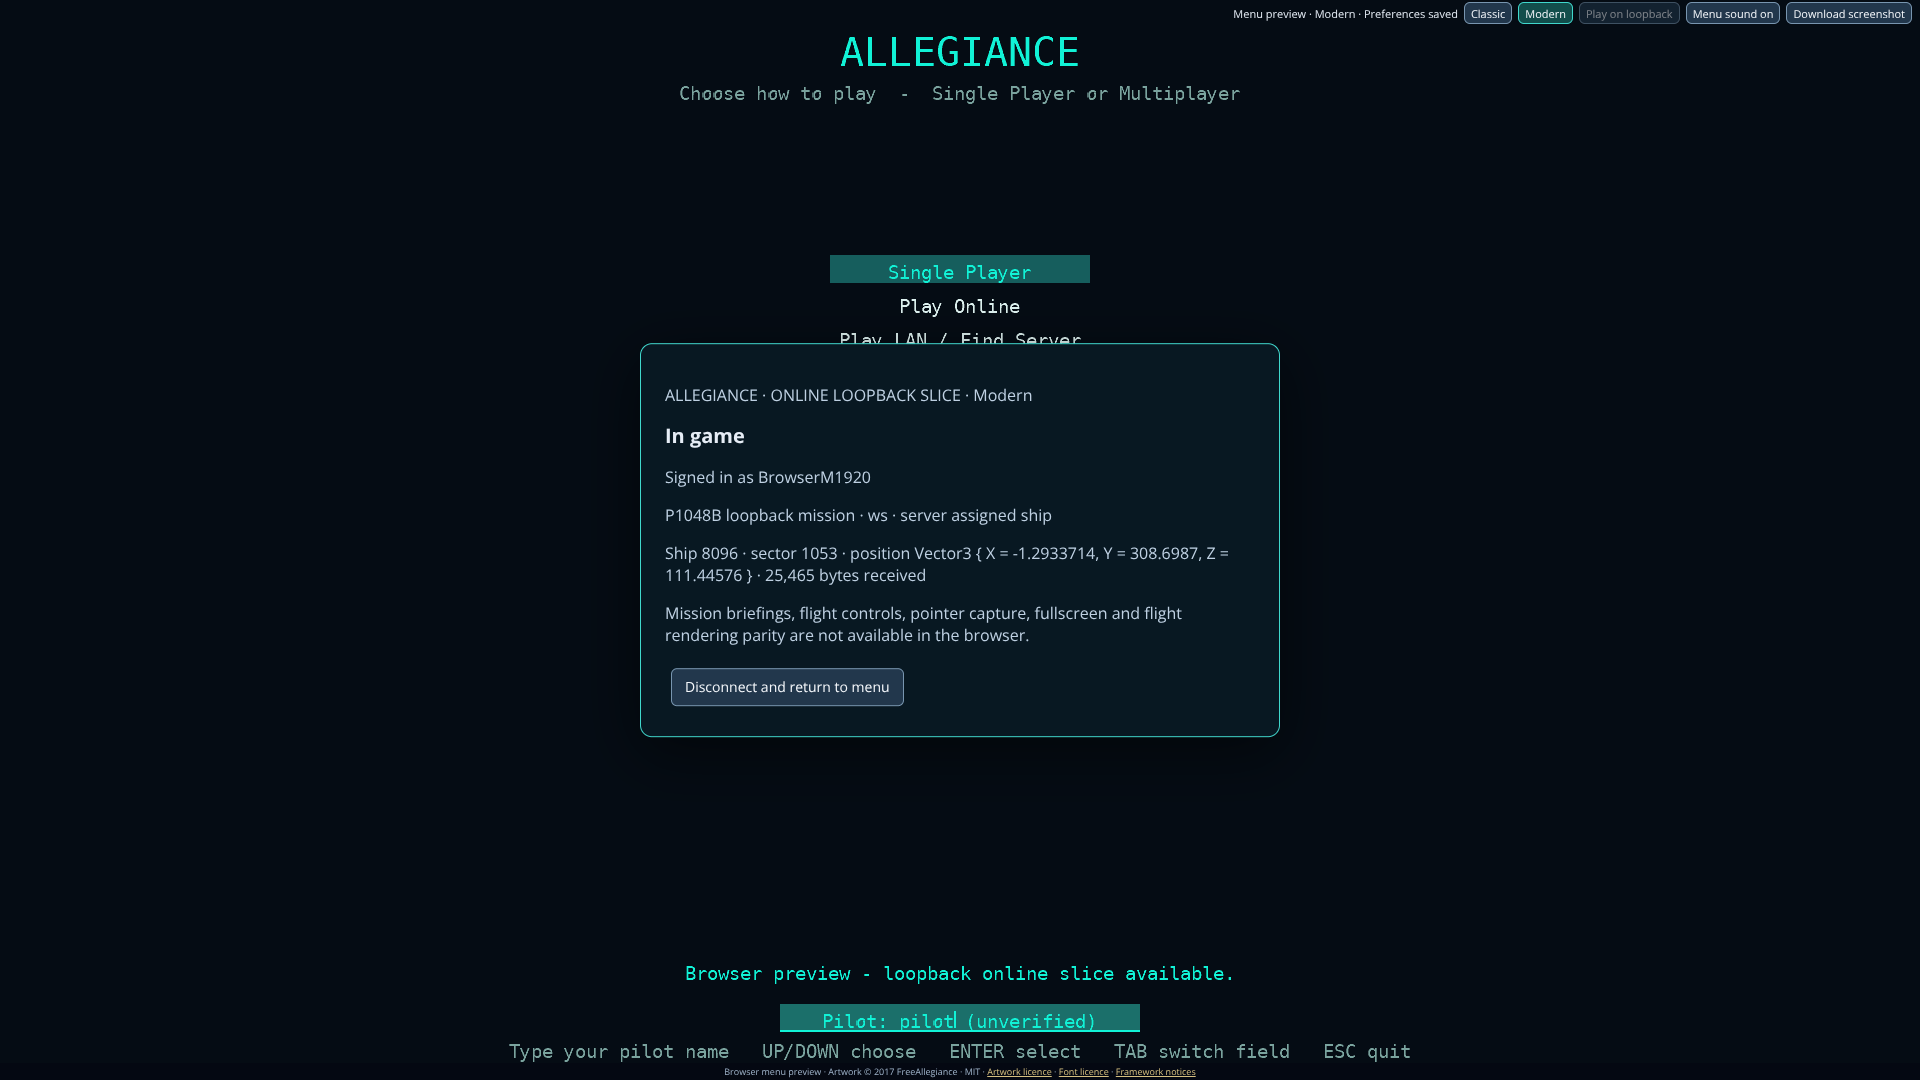 Menu preview · Modern · Preferences saved Classic Modern Play on loopback Menu sound on Download screenshot
ALLEGIANCE
Choose how to play - Single Player or Multiplayer
Single Player
Play Online
Play LAN / Find Server
ALLEGIANCE · ONLINE LOOPBACK SLICE · Modern
In game
Signed in as BrowserM1920
P1048B loopback mission · ws · server assigned ship
Ship 8096 · sector 1053 · position Vector3 { X = -1.2933714, Y = 308.6987, Z =
111.44576 } · 25,465 bytes received
Mission briefings, flight controls, pointer capture, fullscreen and flight
rendering parity are not available in the browser.
Disconnect and return to menu
Browser preview - loopback online slice available.
Pilot: pilot (unverified)
Type your pilot name UP/DOWN choose ENTER select TAB switch field ESC quit
Browser menu preview · Artwork © 2017 FreeAllegiance · MIT · Artwork licence · Font licence · Framework notices